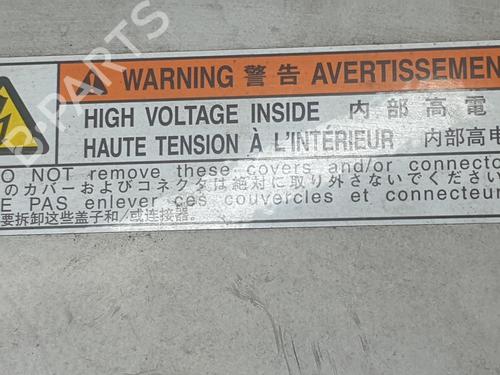 WARNING 警告 AVERTISSEMEN
HIGH VOLTAGE INSIDE 内部高電
HAUTE TENSION À L'INTÉRIEUR 内部高电
O NOT remove these covers and/or connecto
のカバーおよびコネクタは絶対に取り外さないでください
E PAS enlever ces couvercles et connecteur
要拆卸这些盖子和/或连接器
B-PARTS